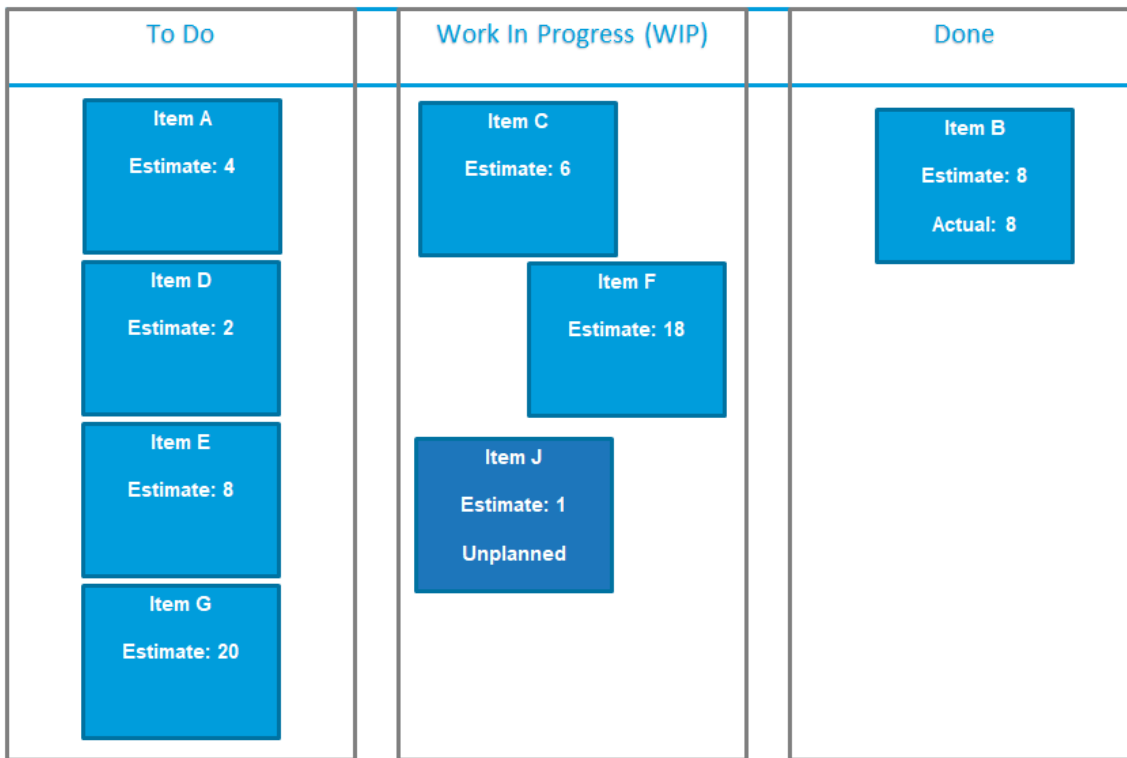 To Do
Item A
Estimate: 4
Item D
Estimate: 2
Item E
Estimate: 8
Item G
Estimate: 20
Work In Progress (WIP)
Item C
Estimate: 6
Item F
Estimate: 18
Item J
Estimate: 1
Unplanned
Done
Item B
Estimate: 8
Actual: 8